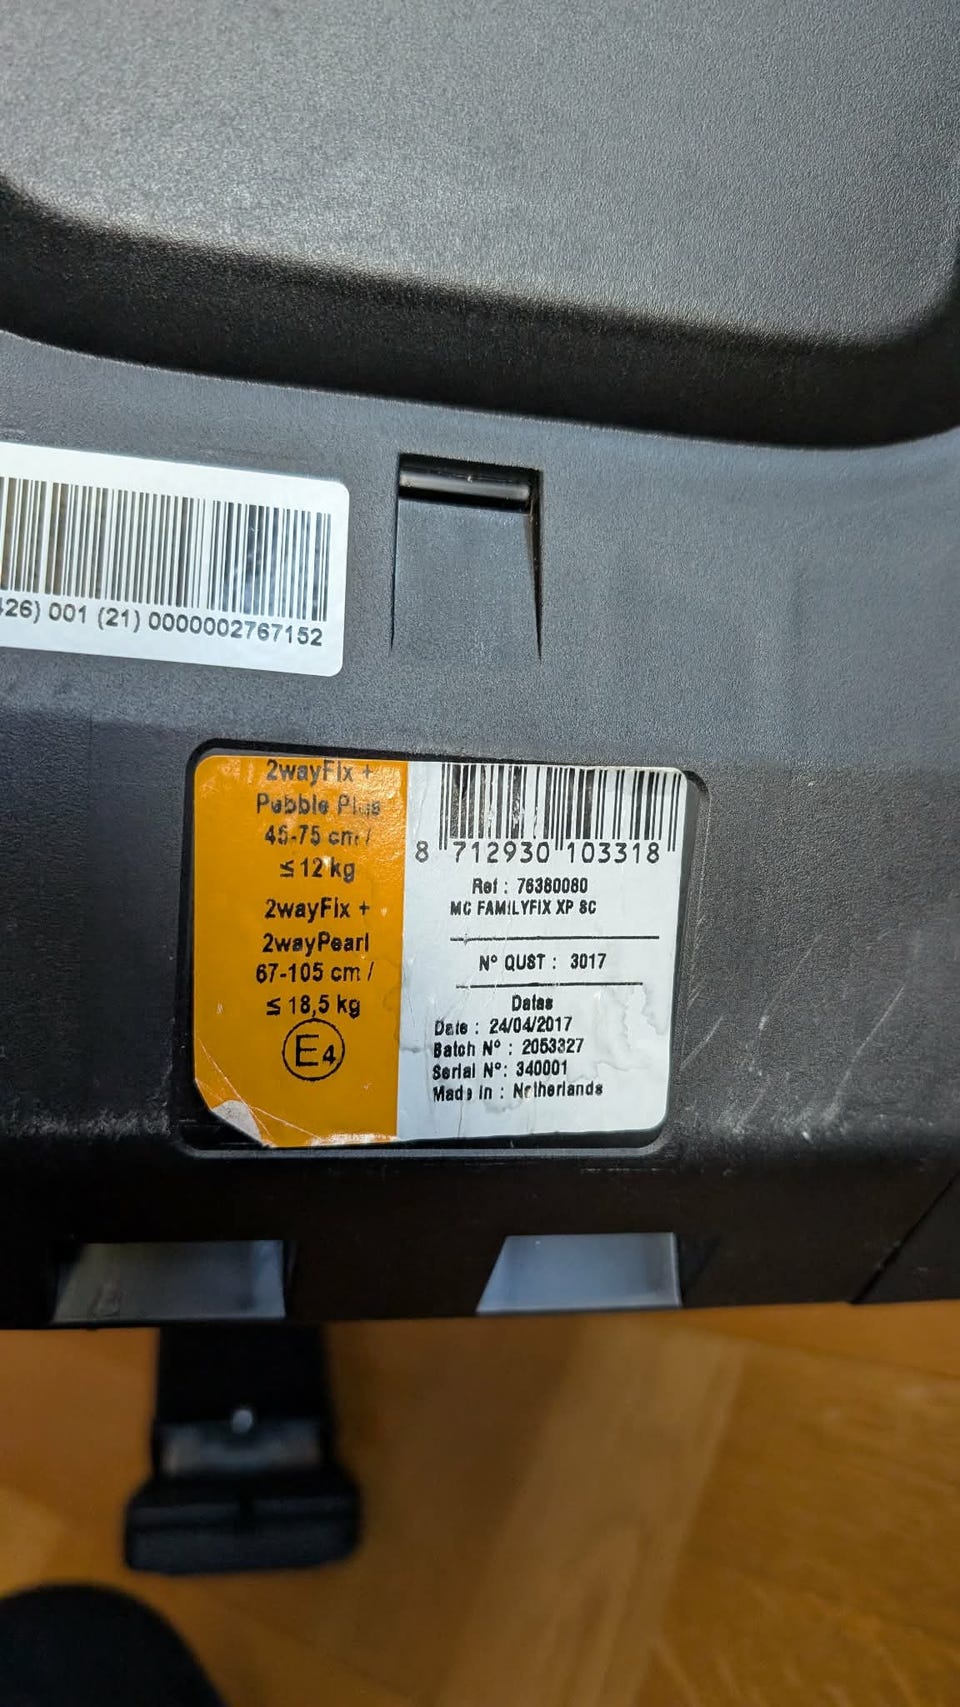 26) 001 (21) 0000002767152
2wayFix +
Pebble Plus
45-75 cm /
≤ 12 kg
2wayFix +
2wayPearl
67-105 cm /
≤ 18,5 kg
E4
8 712930 103318
Ref : 76380080
MC FAMILYFIX XP SC
N° QUST : 3017
Datas
Date : 24/04/2017
Batch N° : 2053327
Serial N°: 340001
Made in : Netherlands